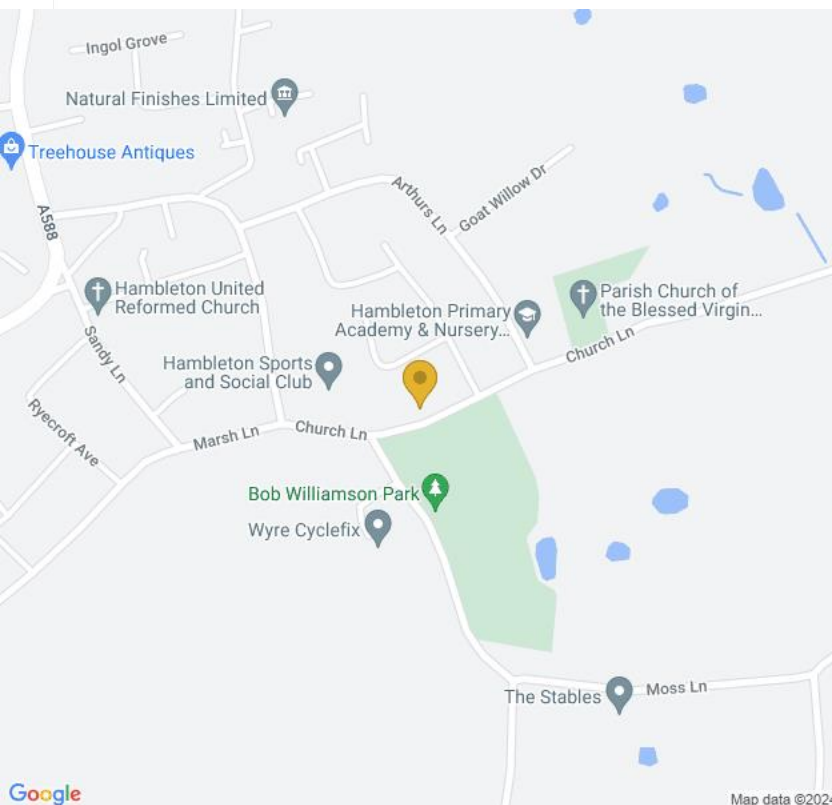 Ingol Grove
Natural Finishes Limited
Treehouse Antiques
Arthurs Ln
Goat Willow Dr
A588
Hambleton United
Reformed Church
Parish Church of
the Blessed Virgin...
Hambleton Primary
Academy & Nursery...
Church Ln
Sandy Ln
Hambleton Sports
and Social Club
Ryecroft Ave
Marsh Ln
Church Ln
Bob Williamson Park
Wyre Cyclefix
The Stables
Moss Ln
Google
Map data ©2024